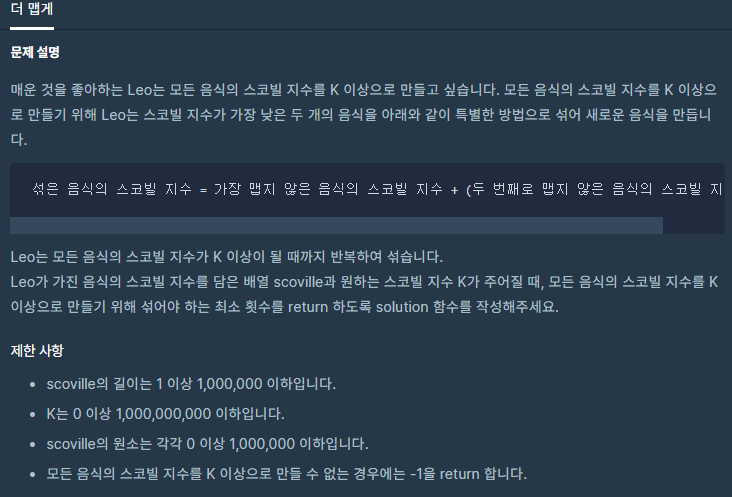 더 맵게
문제 설명
매운 것을 좋아하는 Leo는 모든 음식의 스코빌 지수를 K 이상으로 만들고 싶습니다. 모든 음식의 스코빌 지수를 K 이상으
로 만들기 위해 Leo는 스코빌 지수가 가장 낮은 두 개의 음식을 아래와 같이 특별한 방법으로 섞어 새로운 음식을 만듭니
다.
섞은 음식의 스코빌 지수 = 가장 맵지 않은 음식의 스코빌 지수 + (두 번째로 맵지 않은 음식의 스코빌 지
Leo는 모든 음식의 스코빌 지수가 K 이상이 될 때까지 반복하여 섞습니다.
Leo가 가진 음식의 스코빌 지수를 담은 배열 scoville과 원하는 스코빌 지수 K가 주어질 때, 모든 음식의 스코빌 지수를 K
이상으로 만들기 위해 섞어야 하는 최소 횟수를 return 하도록 solution 함수를 작성해주세요.
제한 사항
• scoville의 길이는 1 이상 1,000,000 이하입니다.
• K는 0 이상 1,000,000,000 이하입니다.
• scoville의 원소는 각각 0 이상 1,000,000 이하입니다.
• 모든 음식의 스코빌 지수를 K 이상으로 만들 수 없는 경우에는 -1을 return 합니다.